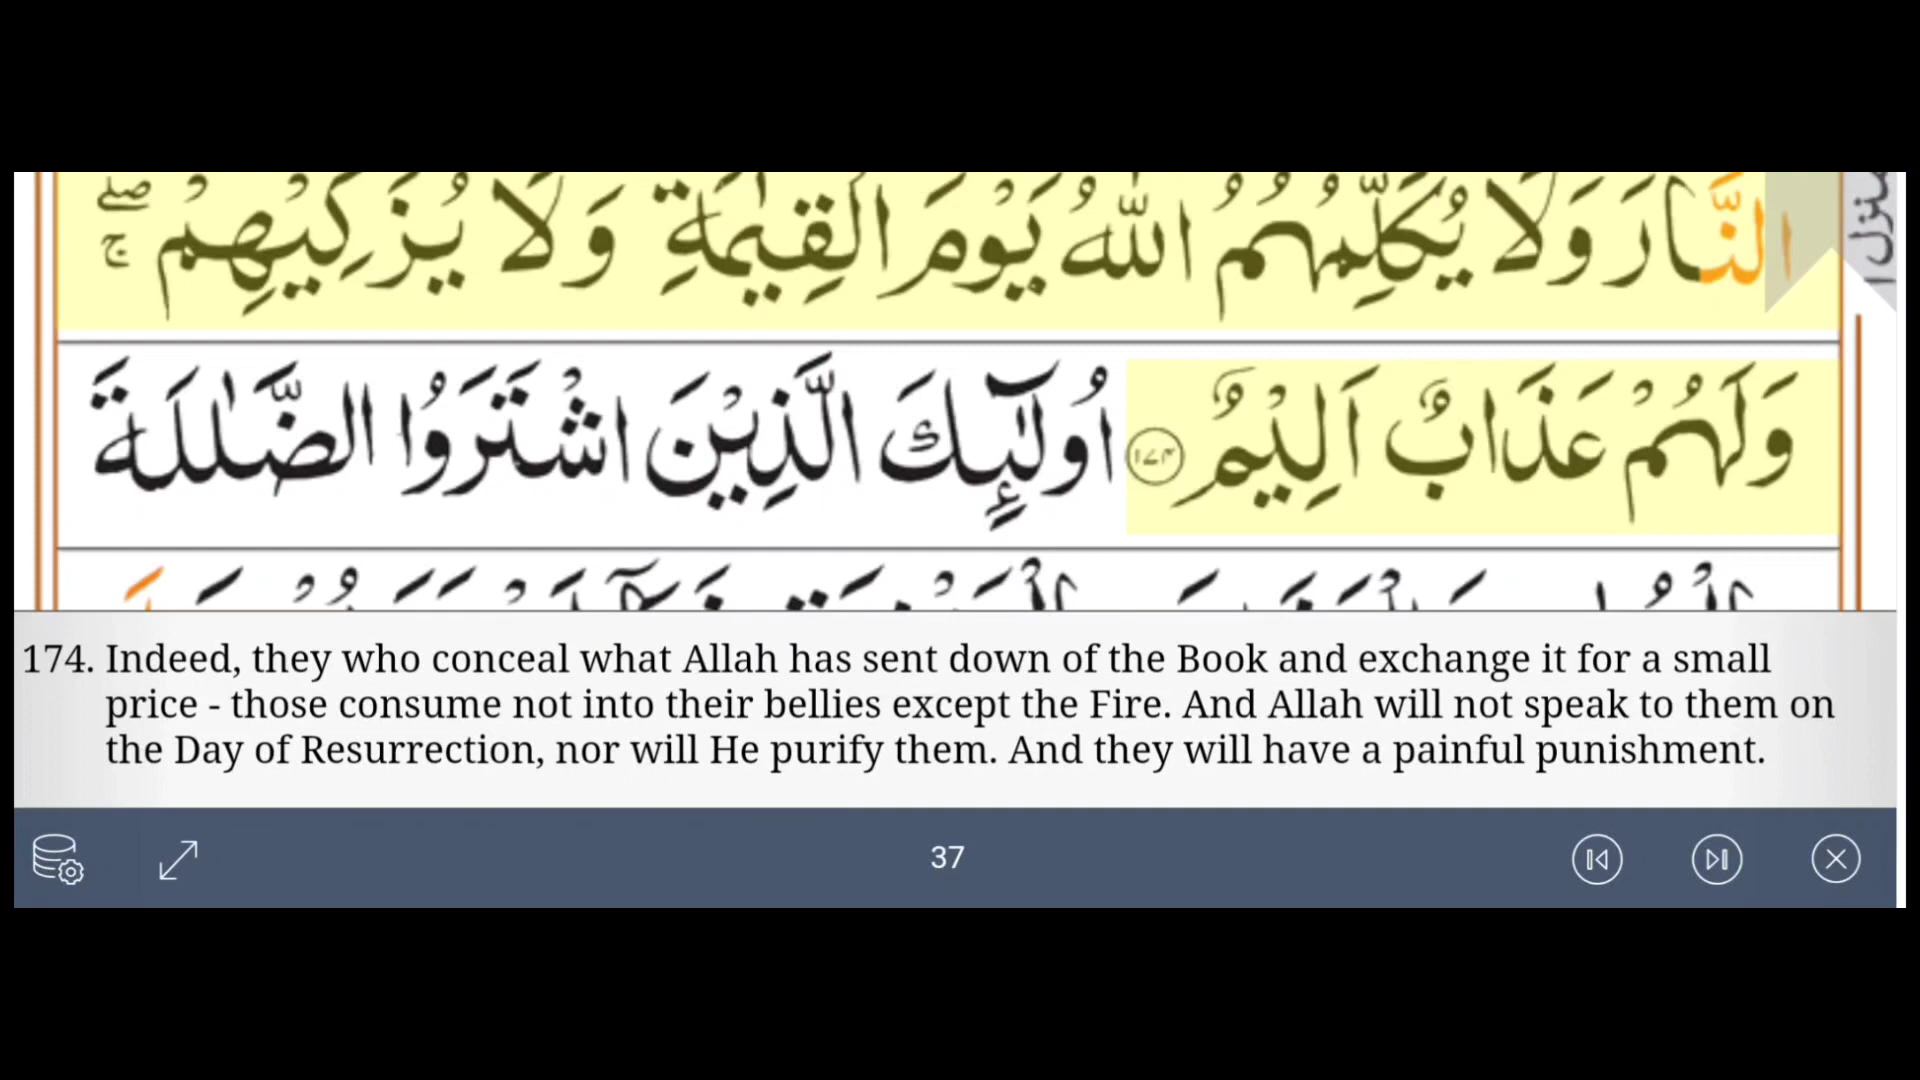 النَّارَ وَلَا يُكَلِّمُهُمُ اللّٰهُ يَوْمَ الْقِيٰمَةِ وَلَا يُزَكِّيْهِمْ ۖۚ
منزل ١
وَلَهُمْ عَذَابٌ اَلِيْمٌ ١٧٤ اُولٰٓئِكَ الَّذِيْنَ اشْتَرَوُا الضَّلٰلَةَ
174. Indeed, they who conceal what Allah has sent down of the Book and exchange it for a small
price - those consume not into their bellies except the Fire. And Allah will not speak to them on
the Day of Resurrection, nor will He purify them. And they will have a painful punishment.
37